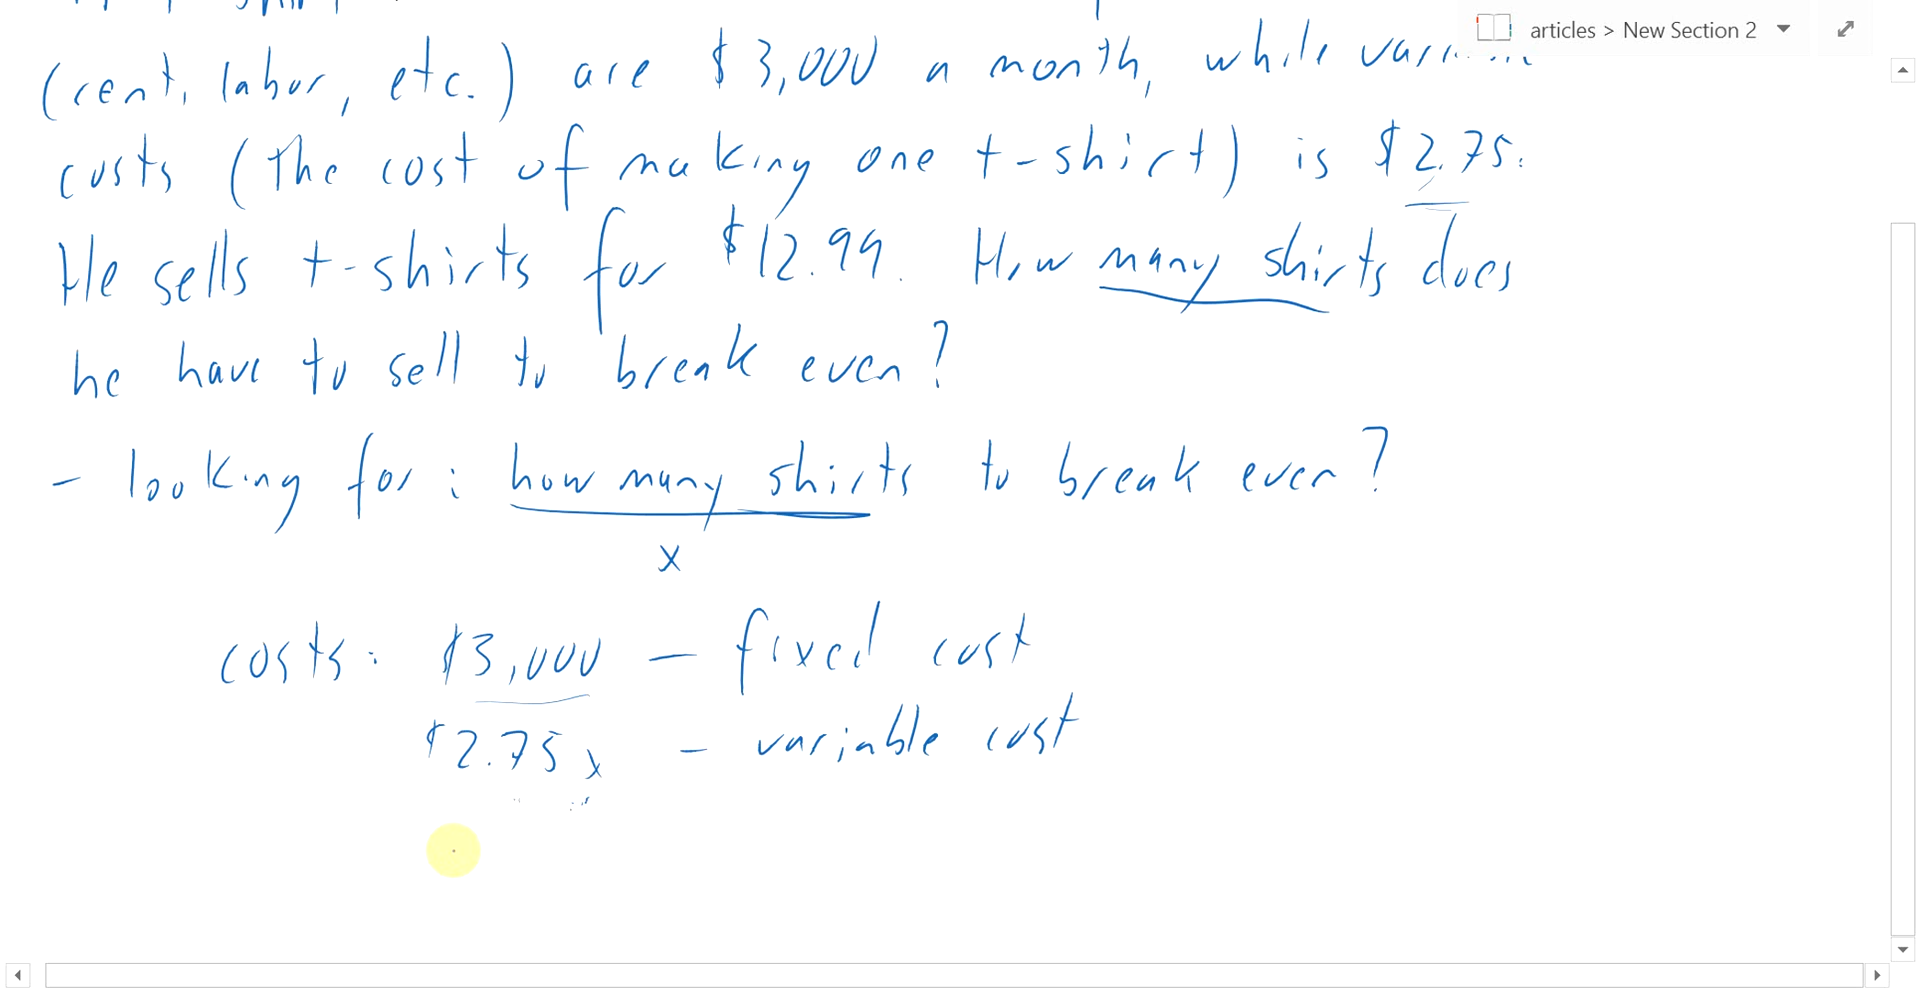 articles > New Section 2
(rent, labor, etc.) are $3,000 a month, while
costs (the cost of making one t-shirt) is $2.75.
He sells t-shirts for $12.99. How many shirts does
he have to sell to break even?
- looking for: how many shirts to break even?
x
costs: $3,000 – fixed cost
$2.75x – variable cost